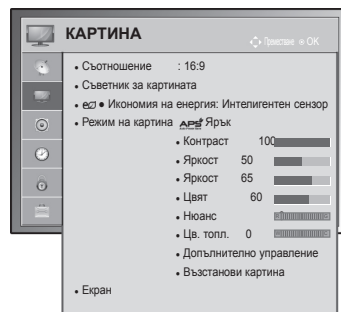 КАРТИНА
Преместване OK
• Съотношение : 16:9
• Съветник за картината
• e • Икономия на енергия: Интелигентен сензор
• Режим на картина APS Ярък
• Контраст 100
• Яркост 50
• Яркост 65
• Цвят 60
• Нюанс
• Цв. топл. 0
• Допълнително управление
• Възстанови картина
• Екран